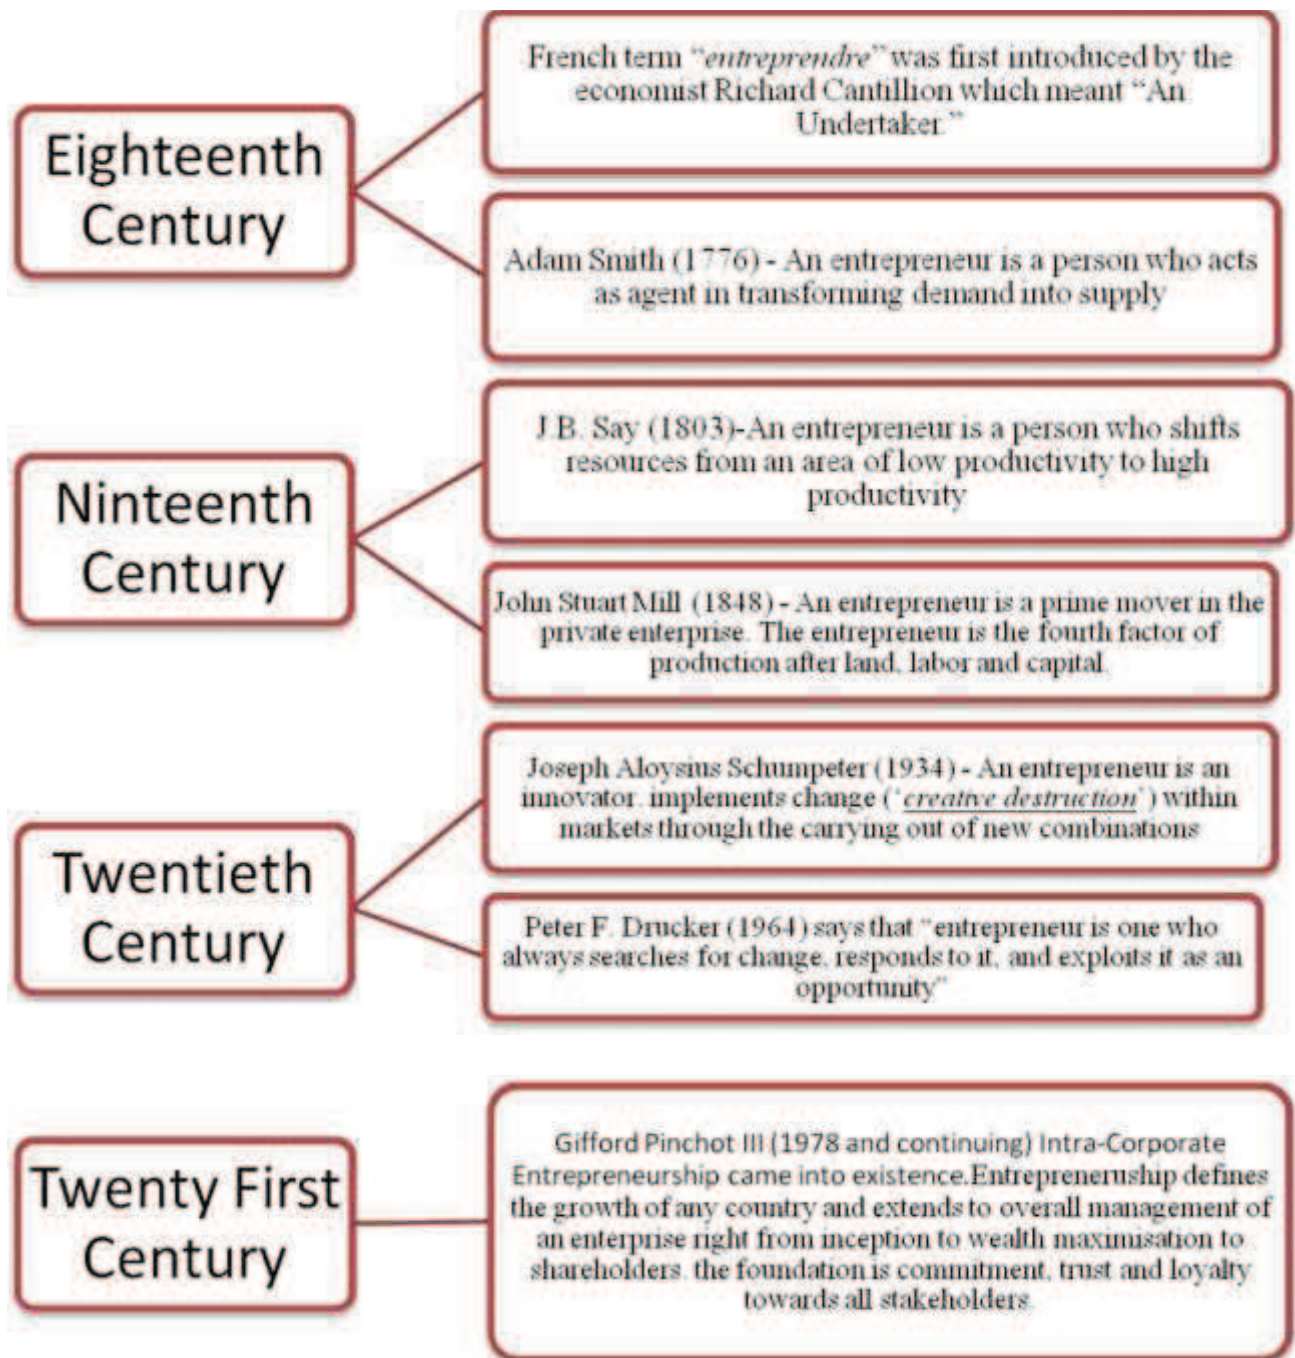 Eighteenth
Century
French term “entreprendre” was first introduced by the
economist Richard Cantillion which meant “An
Undertaker.”
Adam Smith (1776) - An entrepreneur is a person who acts
as agent in transforming demand into supply
Ninteenth
Century
J.B. Say (1803)-An entrepreneur is a person who shifts
resources from an area of low productivity to high
productivity
John Stuart Mill (1848) - An entrepreneur is a prime mover in the
private enterprise. The entrepreneur is the fourth factor of
production after land, labor and capital.
Twentieth
Century
Joseph Aloysius Schumpeter (1934) - An entrepreneur is an
innovator, implements change (‘creative destruction’) within
markets through the carrying out of new combinations
Peter F. Drucker (1964) says that “entrepreneur is one who
always searches for change, responds to it, and exploits it as an
opportunity”
Twenty First
Century
Gifford Pinchot III (1978 and continuing) Intra-Corporate
Entrepreneurship came into existence.Entrepreneruship defines
the growth of any country and extends to overall management of
an enterprise right from inception to wealth maximisation to
shareholders. the foundation is commitment, trust and loyalty
towards all stakeholders.